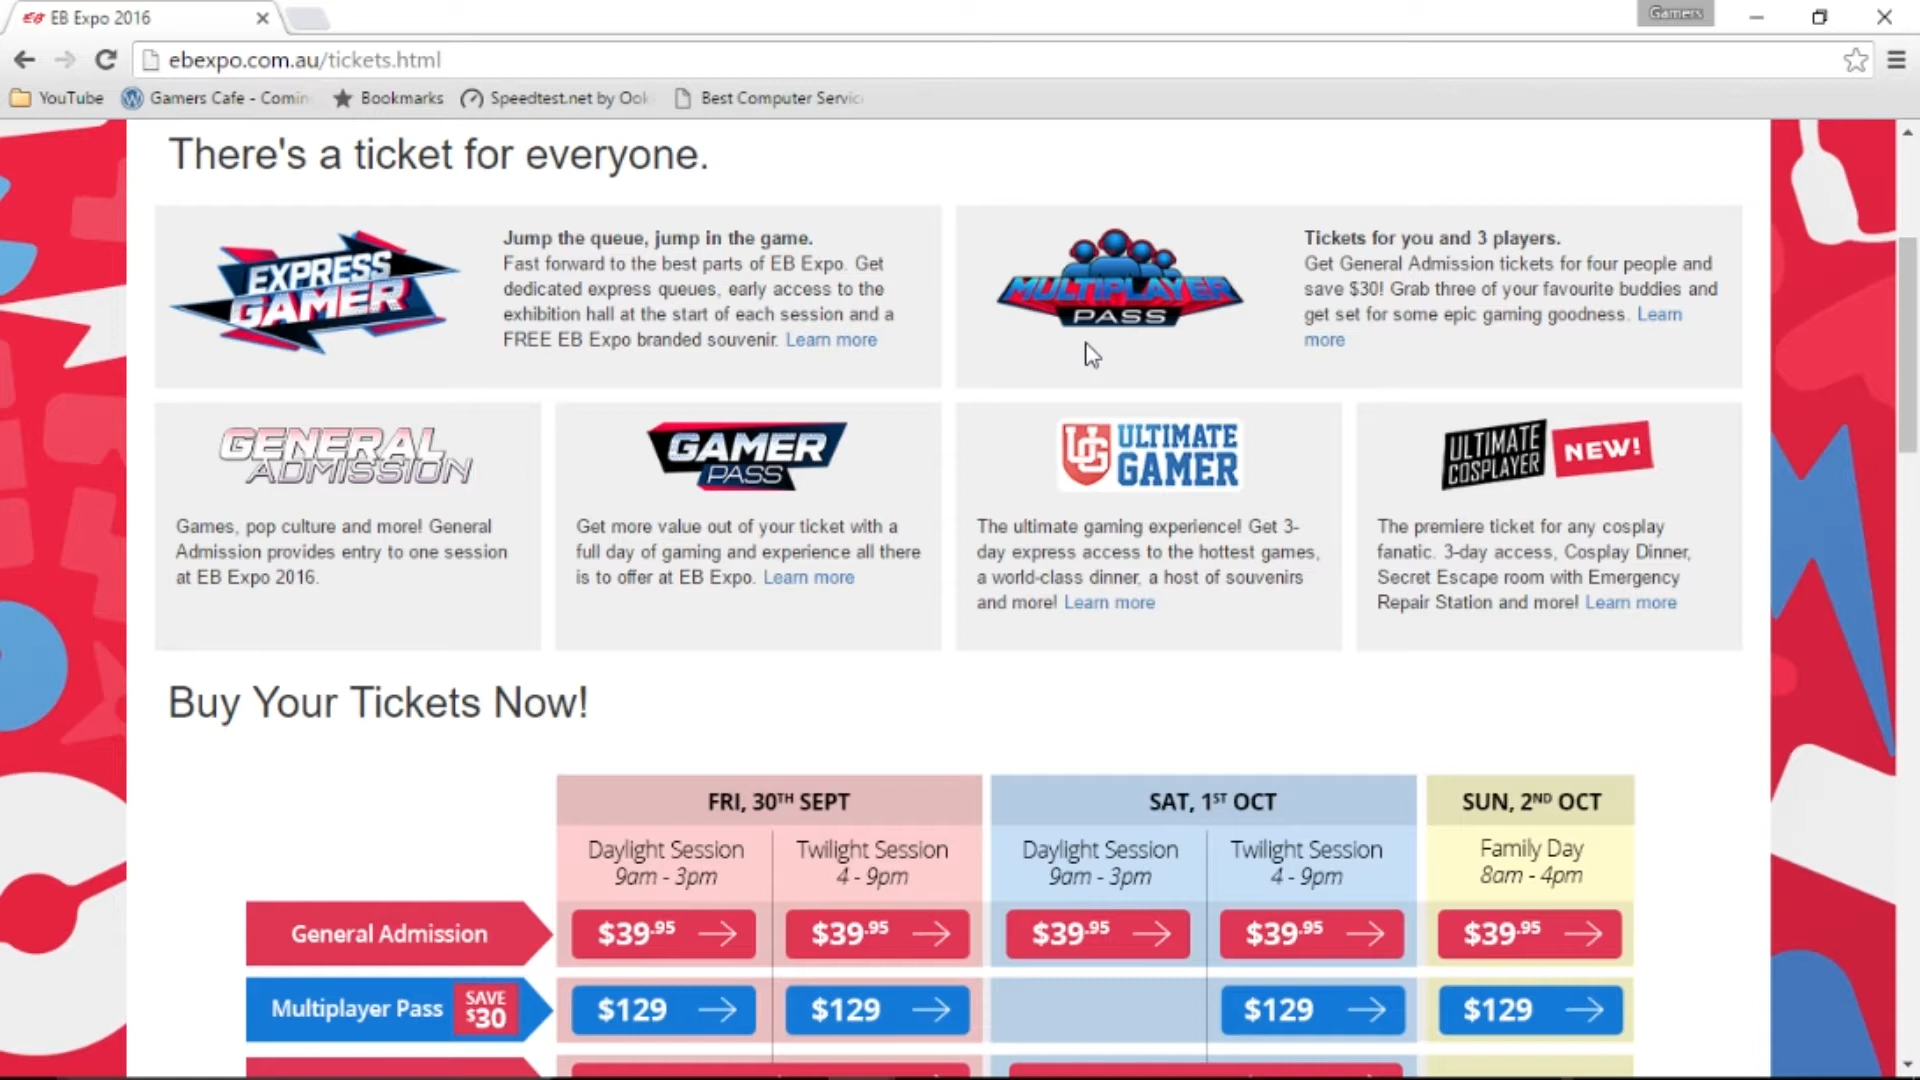 EB EB Expo 2016
Gamers
ebexpo.com.au/tickets.html
YouTube Gamers Cafe - Comin Bookmarks Speedtest.net by Ook Best Computer Servic
There's a ticket for everyone.
EXPRESS
GAMER
Jump the queue, jump in the game.
Fast forward to the best parts of EB Expo. Get
dedicated express queues, early access to the
exhibition hall at the start of each session and a
FREE EB Expo branded souvenir. Learn more
MULTIPLAYER
PASS
Tickets for you and 3 players.
Get General Admission tickets for four people and
save $30! Grab three of your favourite buddies and
get set for some epic gaming goodness. Learn
more
GENERAL
ADMISSION
Games, pop culture and more! General
Admission provides entry to one session
at EB Expo 2016.
GAMER
PASS
Get more value out of your ticket with a
full day of gaming and experience all there
is to offer at EB Expo. Learn more
UG ULTIMATE
GAMER
The ultimate gaming experience! Get 3-
day express access to the hottest games,
a world-class dinner, a host of souvenirs
and more! Learn more
ULTIMATE
COSPLAYER
NEW!
The premiere ticket for any cosplay
fanatic. 3-day access, Cosplay Dinner,
Secret Escape room with Emergency
Repair Station and more! Learn more
Buy Your Tickets Now!
FRI, 30TH SEPT SAT, 1ST OCT SUN, 2ND OCT
Daylight Session Twilight Session Daylight Session Twilight Session Family Day
9am - 3pm 4 - 9pm 9am - 3pm 4 - 9pm 8am - 4pm
General Admission $39.95 $39.95 $39.95 $39.95 $39.95
Multiplayer Pass SAVE $30 $129 $129 $129 $129